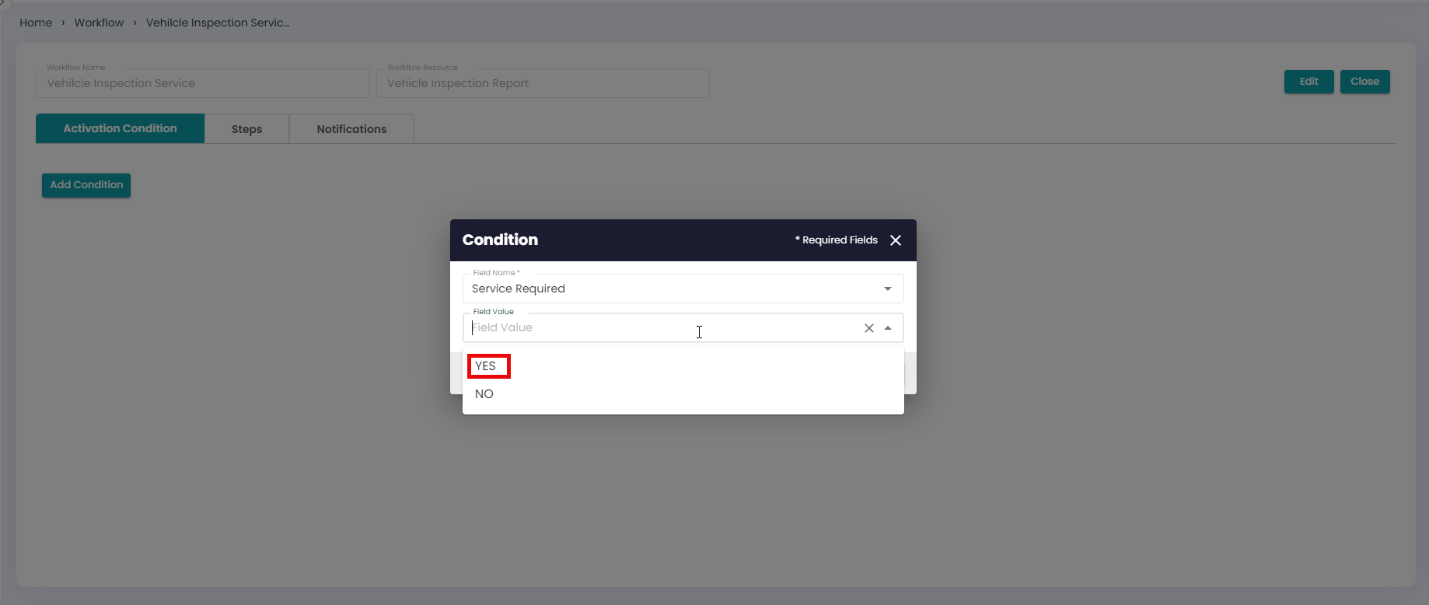 Home › Workflow › Vehilcle Inspection Servic...
Workflow Name
Vehilcle Inspection Service
Workflow Resource
Vehicle Inspection Report
Edit
Close
Activation Condition
Steps
Notifications
Add Condition
Condition
* Required Fields
Field Name *
Service Required
Field Value
Field Value
YES
NO